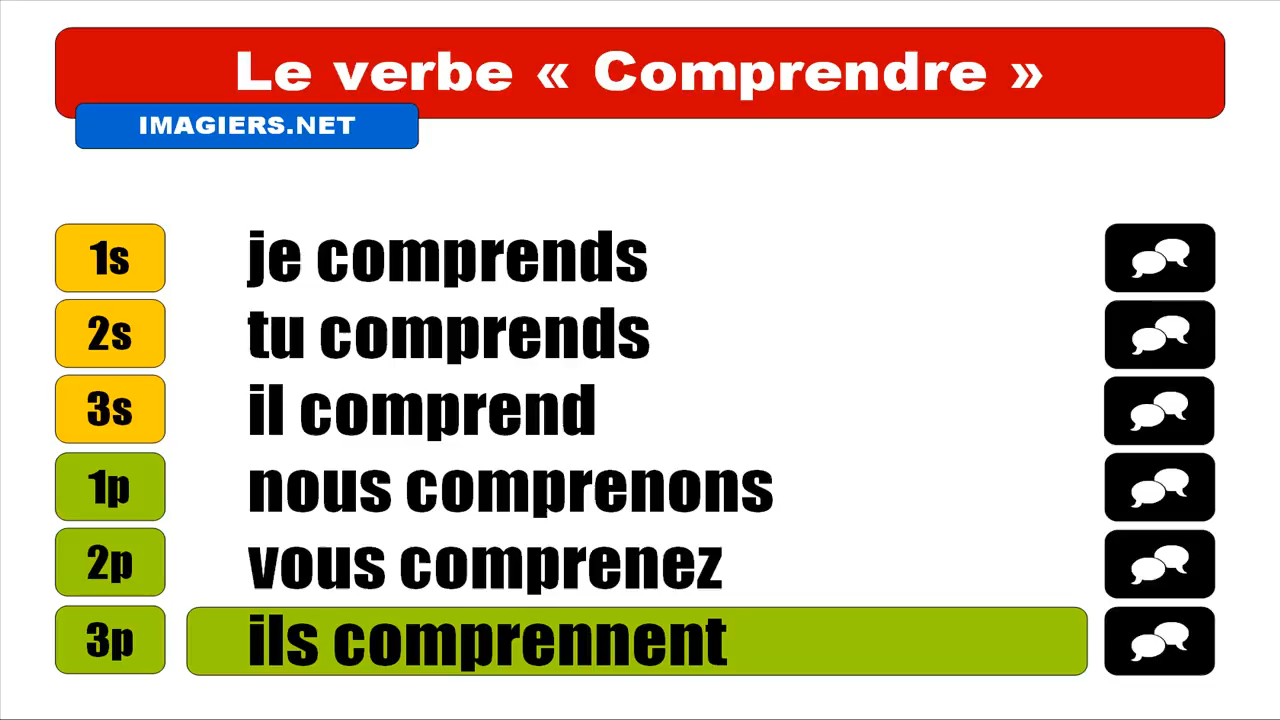 Le verbe « Comprendre »
IMAGIERS.NET
1s je comprends
2s tu comprends
3s il comprend
1p nous comprenons
2p vous comprenez
3p ils comprennent